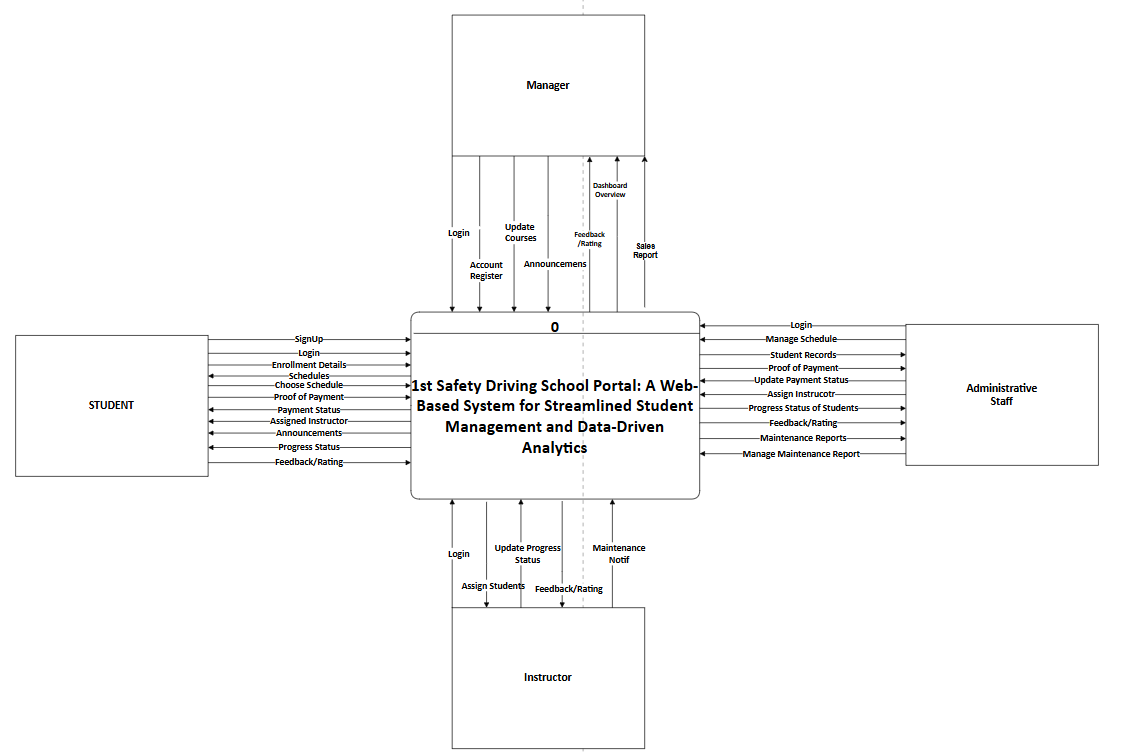 Manager
Dashboard
Overview
Login
Update
Courses
Feedback
/Rating
Sales
Report
Account
Register
Announcemens
0
1st Safety Driving School Portal: A Web-
Based System for Streamlined Student
Management and Data-Driven
Analytics
STUDENT
SignUp
Login
Enrollment Details
Schedules
Choose Schedule
Proof of Payment
Payment Status
Assigned Instructor
Announcements
Progress Status
Feedback/Rating
Login
Manage Schedule
Student Records
Proof of Payment
Update Payment Status
Assign Instrucotr
Progress Status of Students
Feedback/Rating
Maintenance Reports
Manage Maintenance Report
Administrative
Staff
Login
Update Progress
Status
Maintenance
Notif
Assign Students
Feedback/Rating
Instructor